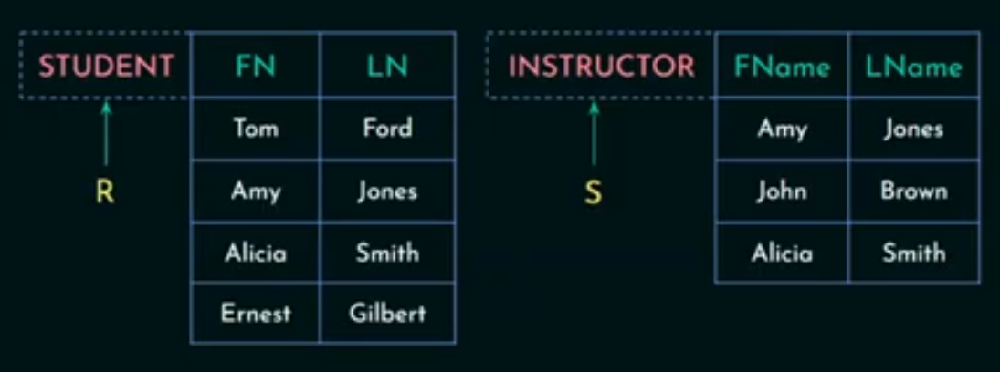 STUDENT FN LN
Tom Ford
Amy Jones
Alicia Smith
Ernest Gilbert
R
INSTRUCTOR FName LName
Amy Jones
John Brown
Alicia Smith
S